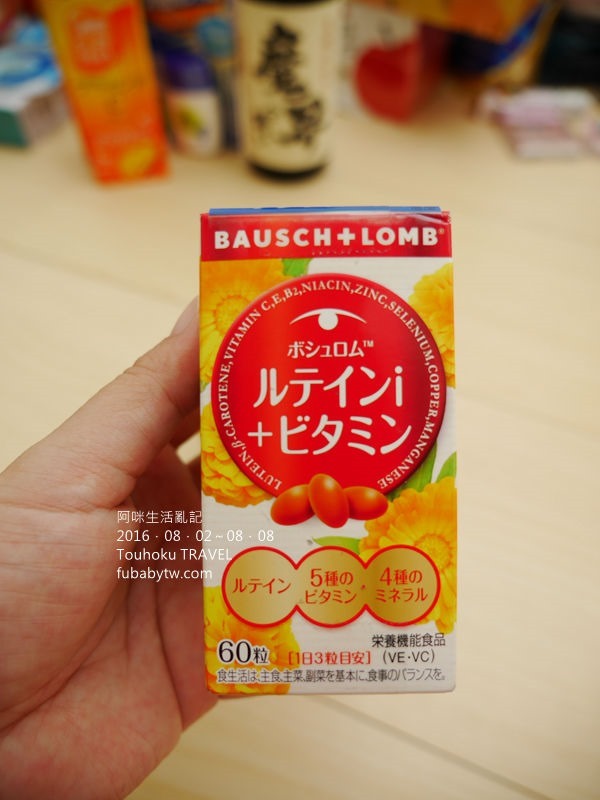 BAUSCH+LOMB®
LUTEIN,β-CAROTENE,VITAMIN C,E,B2,NIACIN,ZINC,SELENIUM,COPPER,MANGANESE
ボシュロム™
ルテインi
+ビタミン
阿咪生活亂記
2016‧08‧02~08‧08
Touhoku TRAVEL
fubabytw.com
ルテイン
5種の
ビタミン
4種の
ミネラル
60粒
[1日3粒目安]
栄養機能食品
(VE・VC)
食生活は、主食、主菜、副菜を基本に、食事のバランスを。